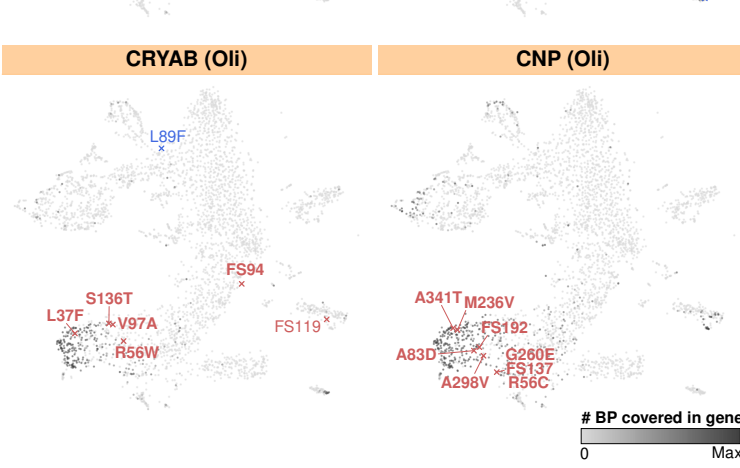 CRYAB (Oli)
L89F
FS94
S136T
L37F
V97A
FS119
R56W
CNP (Oli)
A341T
M236V
FS192
A83D
G260E
FS137
A298V
R56C
# BP covered in gene
0
Max